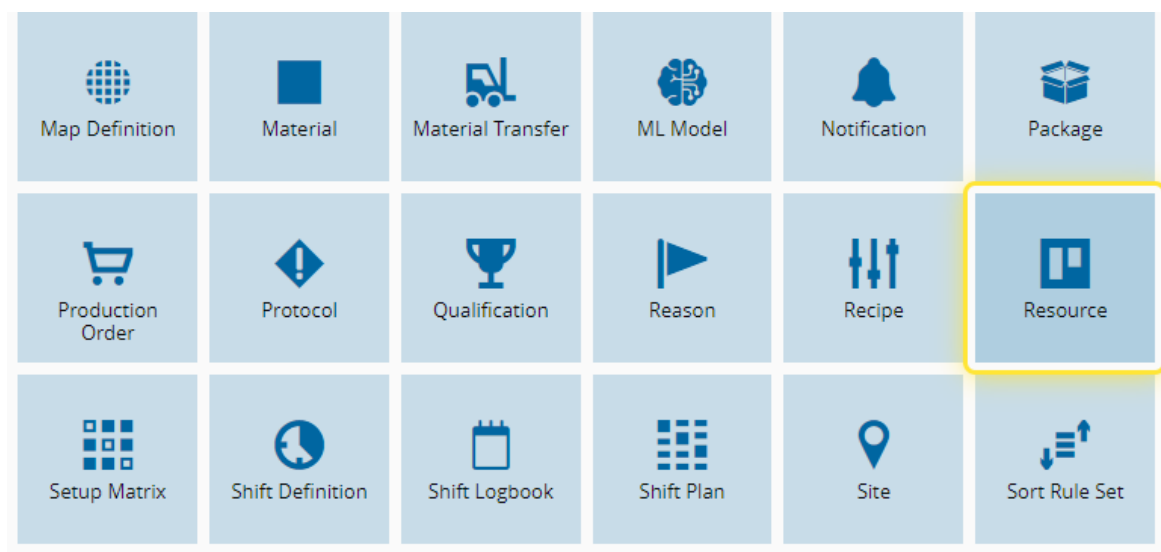 Map Definition
Material
Material Transfer
ML Model
Notification
Package
Production
Order
Protocol
Qualification
Reason
Recipe
Resource
Setup Matrix
Shift Definition
Shift Logbook
Shift Plan
Site
Sort Rule Set